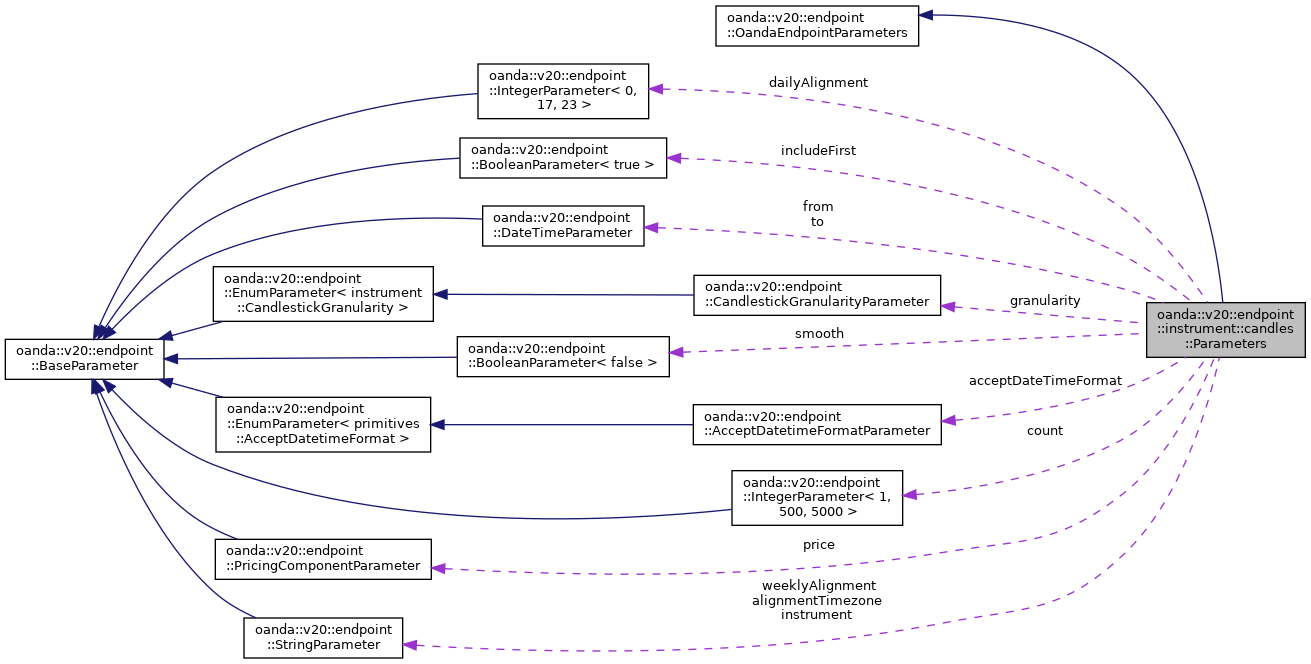 oanda::v20::endpoint
::OandaEndpointParameters
oanda::v20::endpoint
::IntegerParameter< 0,
17, 23 >
dailyAlignment
oanda::v20::endpoint
::BooleanParameter< true >
includeFirst
oanda::v20::endpoint
::DateTimeParameter
from
to
oanda::v20::endpoint
::EnumParameter< instrument
::CandlestickGranularity >
oanda::v20::endpoint
::CandlestickGranularityParameter
granularity
oanda::v20::endpoint
::instrument::candles
::Parameters
oanda::v20::endpoint
::BaseParameter
oanda::v20::endpoint
::BooleanParameter< false >
smooth
oanda::v20::endpoint
::EnumParameter< primitives
::AcceptDatetimeFormat >
oanda::v20::endpoint
::AcceptDatetimeFormatParameter
acceptDateTimeFormat
count
oanda::v20::endpoint
::IntegerParameter< 1,
500, 5000 >
oanda::v20::endpoint
::PricingComponentParameter
price
weeklyAlignment
alignmentTimezone
instrument
oanda::v20::endpoint
::StringParameter